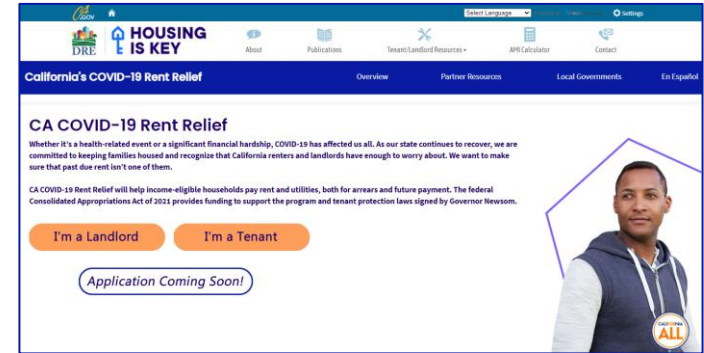 CA.GOV
Select Language
Settings
DRE
HOUSING
IS KEY
About
Publications
Tenant/Landlord Resources
AMI Calculator
Contact
California's COVID-19 Rent Relief
Overview
Partner Resources
Local Governments
En Español
CA COVID-19 Rent Relief
Whether it's a health-related event or a significant financial hardship, COVID-19 has affected us all. As our state continues to recover, we are
committed to keeping families housed and recognize that California renters and landlords have enough to worry about. We want to make
sure that past due rent isn't one of them.
CA COVID-19 Rent Relief will help income-eligible households pay rent and utilities, both for arrears and future payment. The federal
Consolidated Appropriations Act of 2021 provides funding to support the program and tenant protection laws signed by Governor Newsom.
I'm a Landlord
I'm a Tenant
Application Coming Soon!
CALIFORNIA
ALL